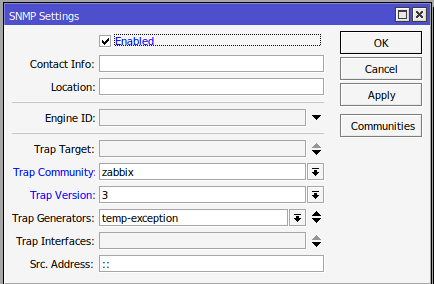 SNMP Settings
Enabled
OK
Contact Info:
Cancel
Location:
Apply
Engine ID:
Communities
Trap Target:
Trap Community: zabbix
Trap Version: 3
Trap Generators: temp-exception
Trap Interfaces:
Src. Address: ::